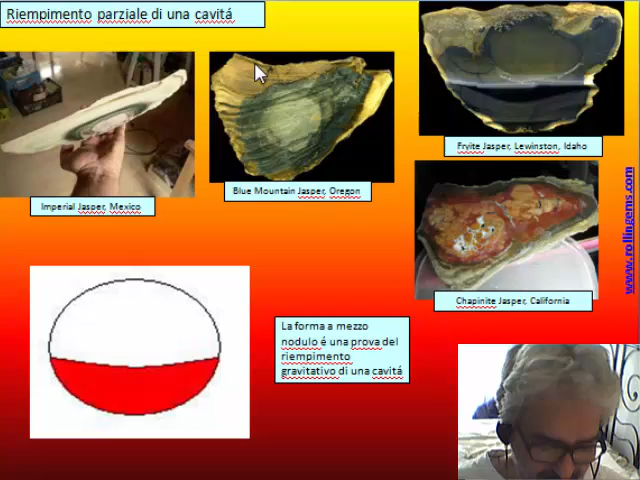 Riempimento parziale di una cavitá
Imperial Jasper, Mexico
Blue Mountain Jasper, Oregon
Fryite Jasper, Lewinston, Idaho
Chapinite Jasper, California
La forma a mezzo
nodulo é una prova del
riempimento
gravitativo di una cavitá
www.rollingems.com